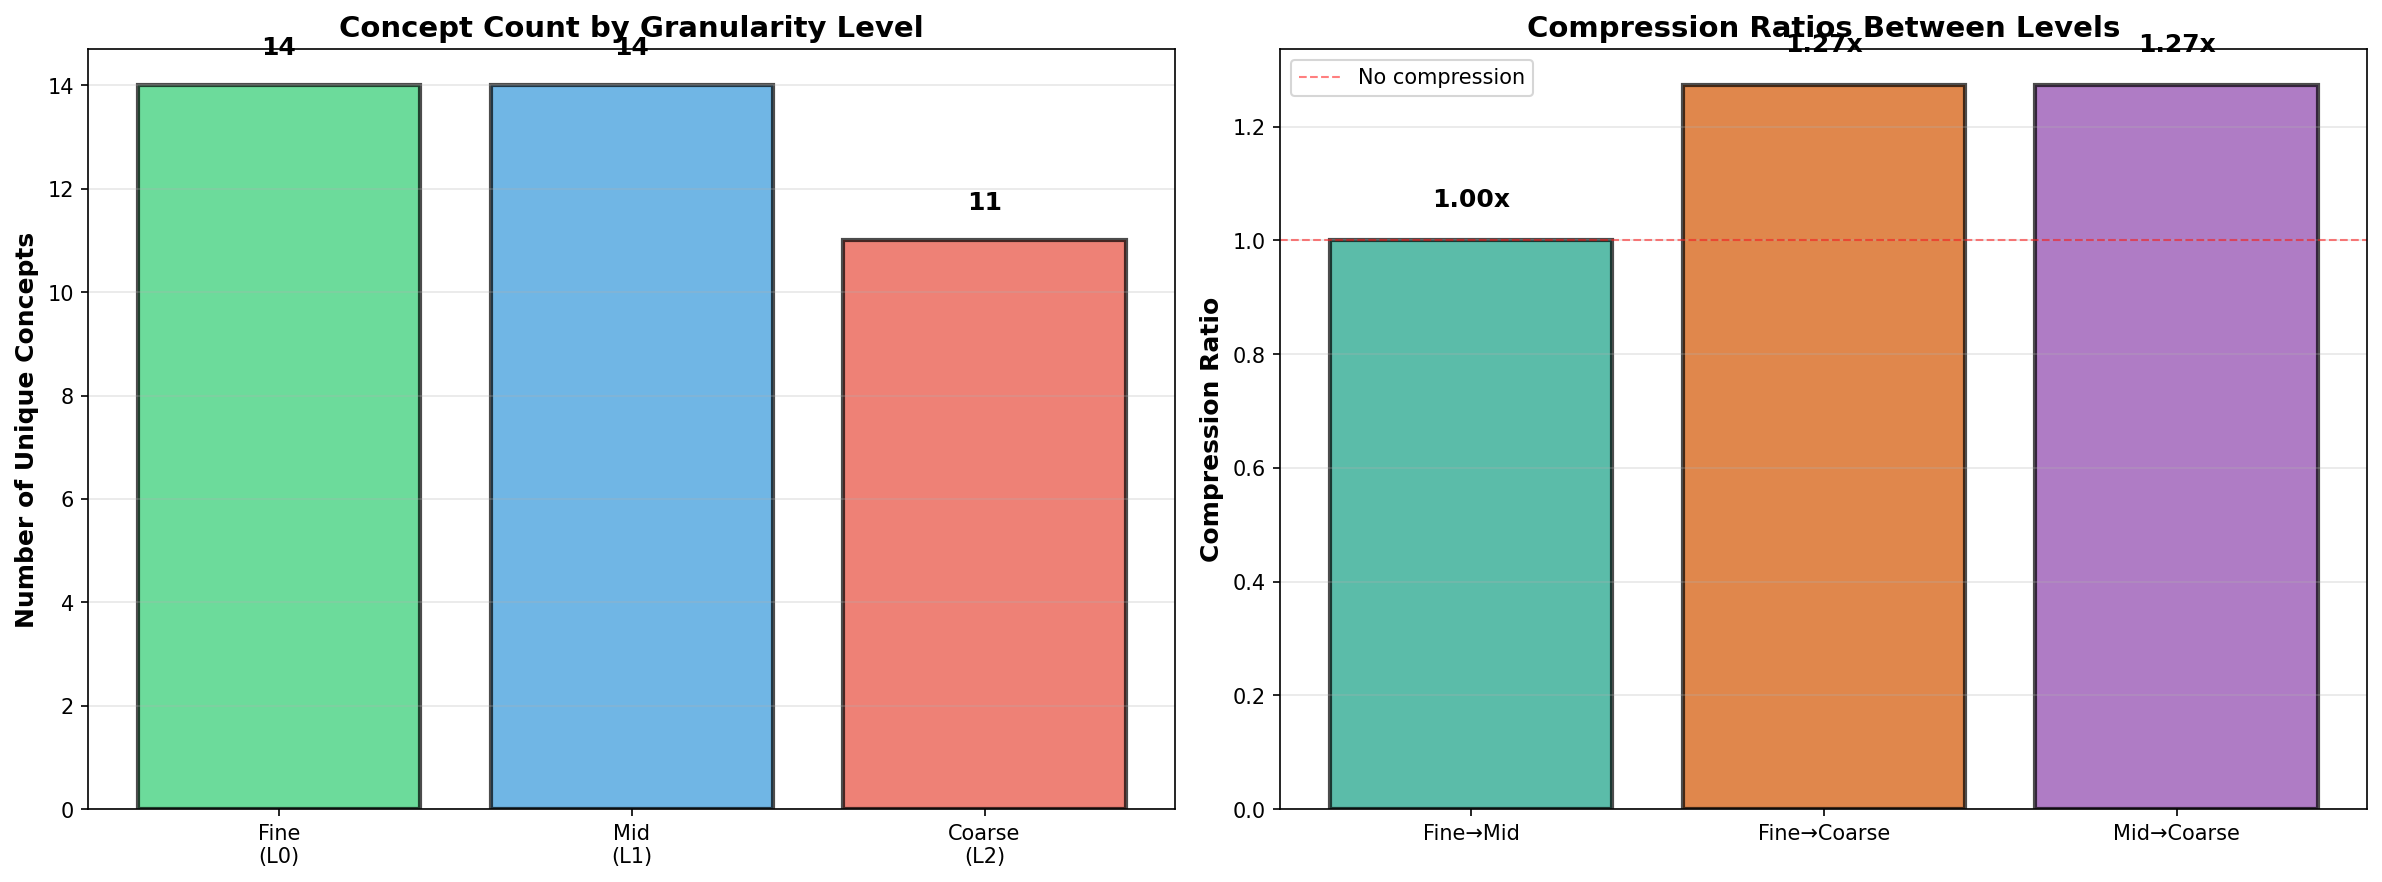 Concept Count by Granularity Level
14
14
11
Number of Unique Concepts
14
12
10
8
6
4
2
0
Fine
(L0)
Mid
(L1)
Coarse
(L2)
Compression Ratios Between Levels
1.27x
1.27x
1.00x
No compression
Compression Ratio
1.2
1.0
0.8
0.6
0.4
0.2
0.0
Fine→Mid
Fine→Coarse
Mid→Coarse